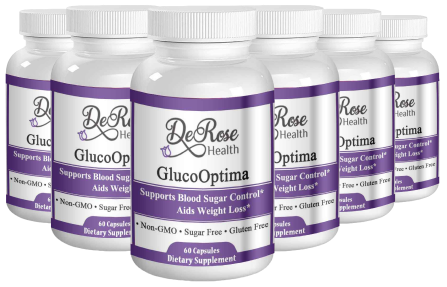 DeRose
Health
GlucoOptima
Supports Blood Sugar Control*
Aids Weight Loss*
• Non-GMO • Sugar Free • Gluten Free
60 Capsules
Dietary Supplement